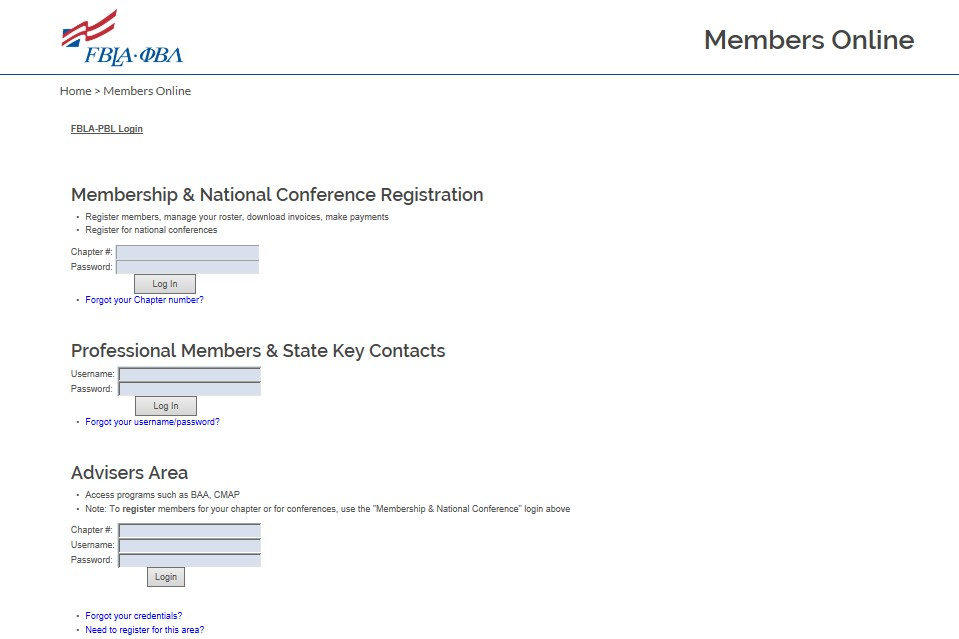 FBLA·ΦBΛ
Members Online
Home > Members Online
FBLA-PBL Login
Membership & National Conference Registration
• Register members, manage your roster, download invoices, make payments
• Register for national conferences
Chapter #:
Password:
Log In
• Forgot your Chapter number?
Professional Members & State Key Contacts
Username:
Password:
Log In
• Forgot your username/password?
Advisers Area
• Access programs such as BAA, CMAP
• Note: To register members for your chapter or for conferences, use the "Membership & National Conference" login above
Chapter #:
Username:
Password:
Login
• Forgot your credentials?
• Need to register for this area?